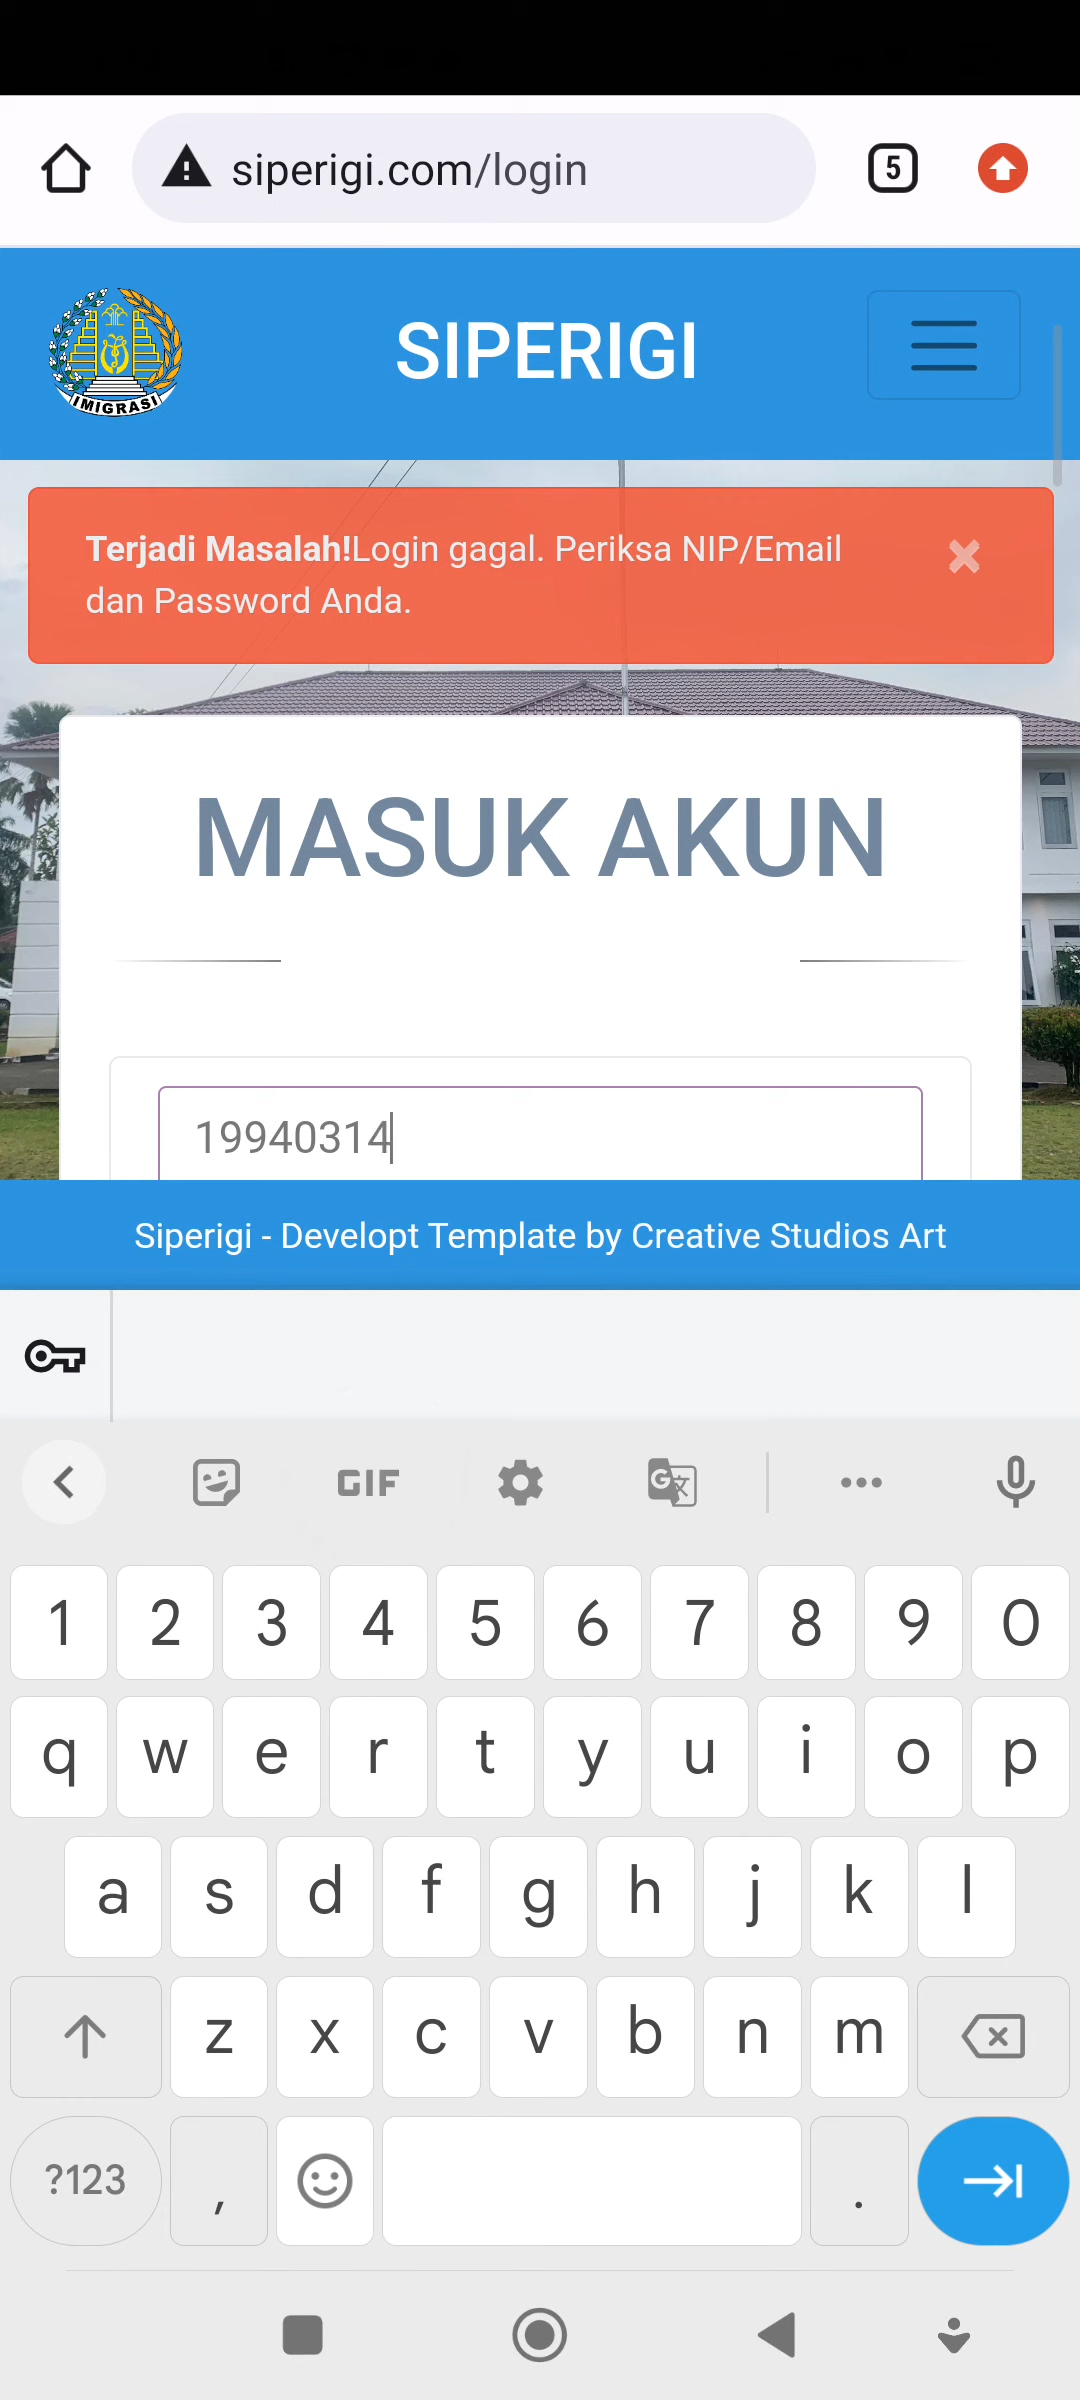 siperigi.com/login
5
IMIGRASI
SIPERIGI
Terjadi Masalah!Login gagal. Periksa NIP/Email
dan Password Anda.
MASUK AKUN
19940314
Siperigi - Developt Template by Creative Studios Art
GIF
G文
1 2 3 4 5 6 7 8 9 0
q w e r t y u i o p
a s d f g h j k l
z x c v b n m
?123 , .